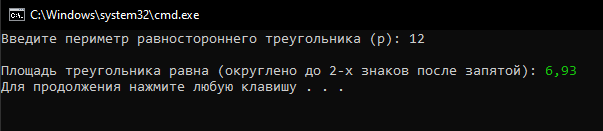 C:\Windows\system32\cmd.exe
Введите периметр равностороннего треугольника (p): 12
Площадь треугольника равна (округлено до 2-х знаков после запятой): 6,93
Для продолжения нажмите любую клавишу . . .